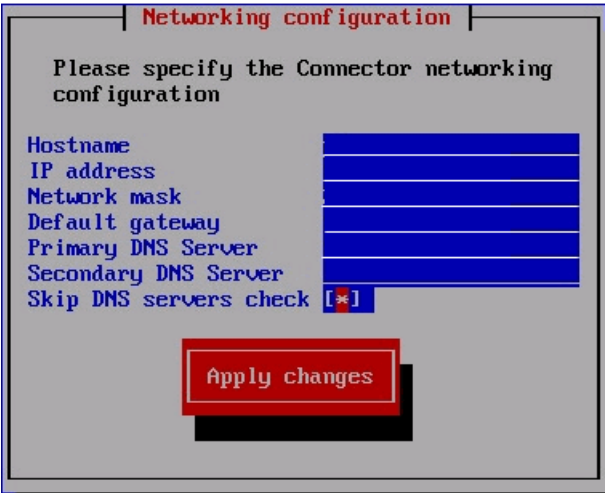 Networking configuration
Please specify the Connector networking
configuration
Hostname
IP address
Network mask
Default gateway
Primary DNS Server
Secondary DNS Server
Skip DNS servers check [*]
Apply changes